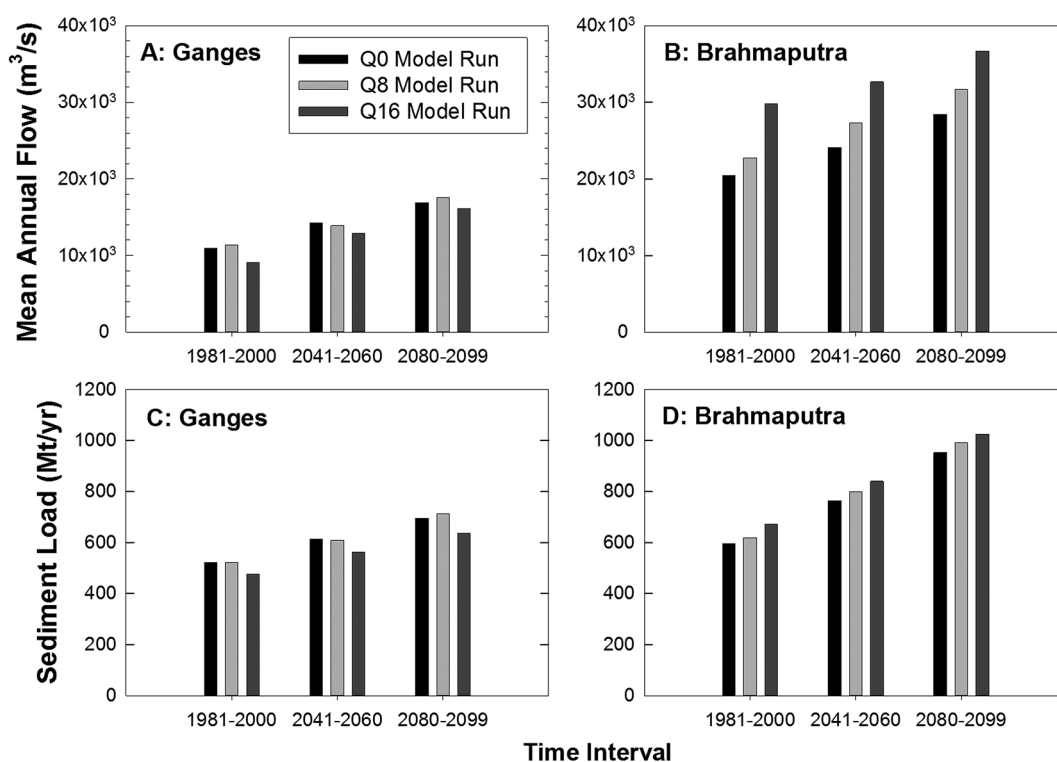 Mean Annual Flow (m³/s)
40x10³
30x10³
20x10³
10x10³
0
A: Ganges
Q0 Model Run
Q8 Model Run
Q16 Model Run
1981-2000 2041-2060 2080-2099
40x10³
30x10³
20x10³
10x10³
0
B: Brahmaputra
1981-2000 2041-2060 2080-2099
Sediment Load (Mt/yr)
1200
1000
800
600
400
200
0
C: Ganges
1981-2000 2041-2060 2080-2099
1200
1000
800
600
400
200
0
D: Brahmaputra
1981-2000 2041-2060 2080-2099
Time Interval